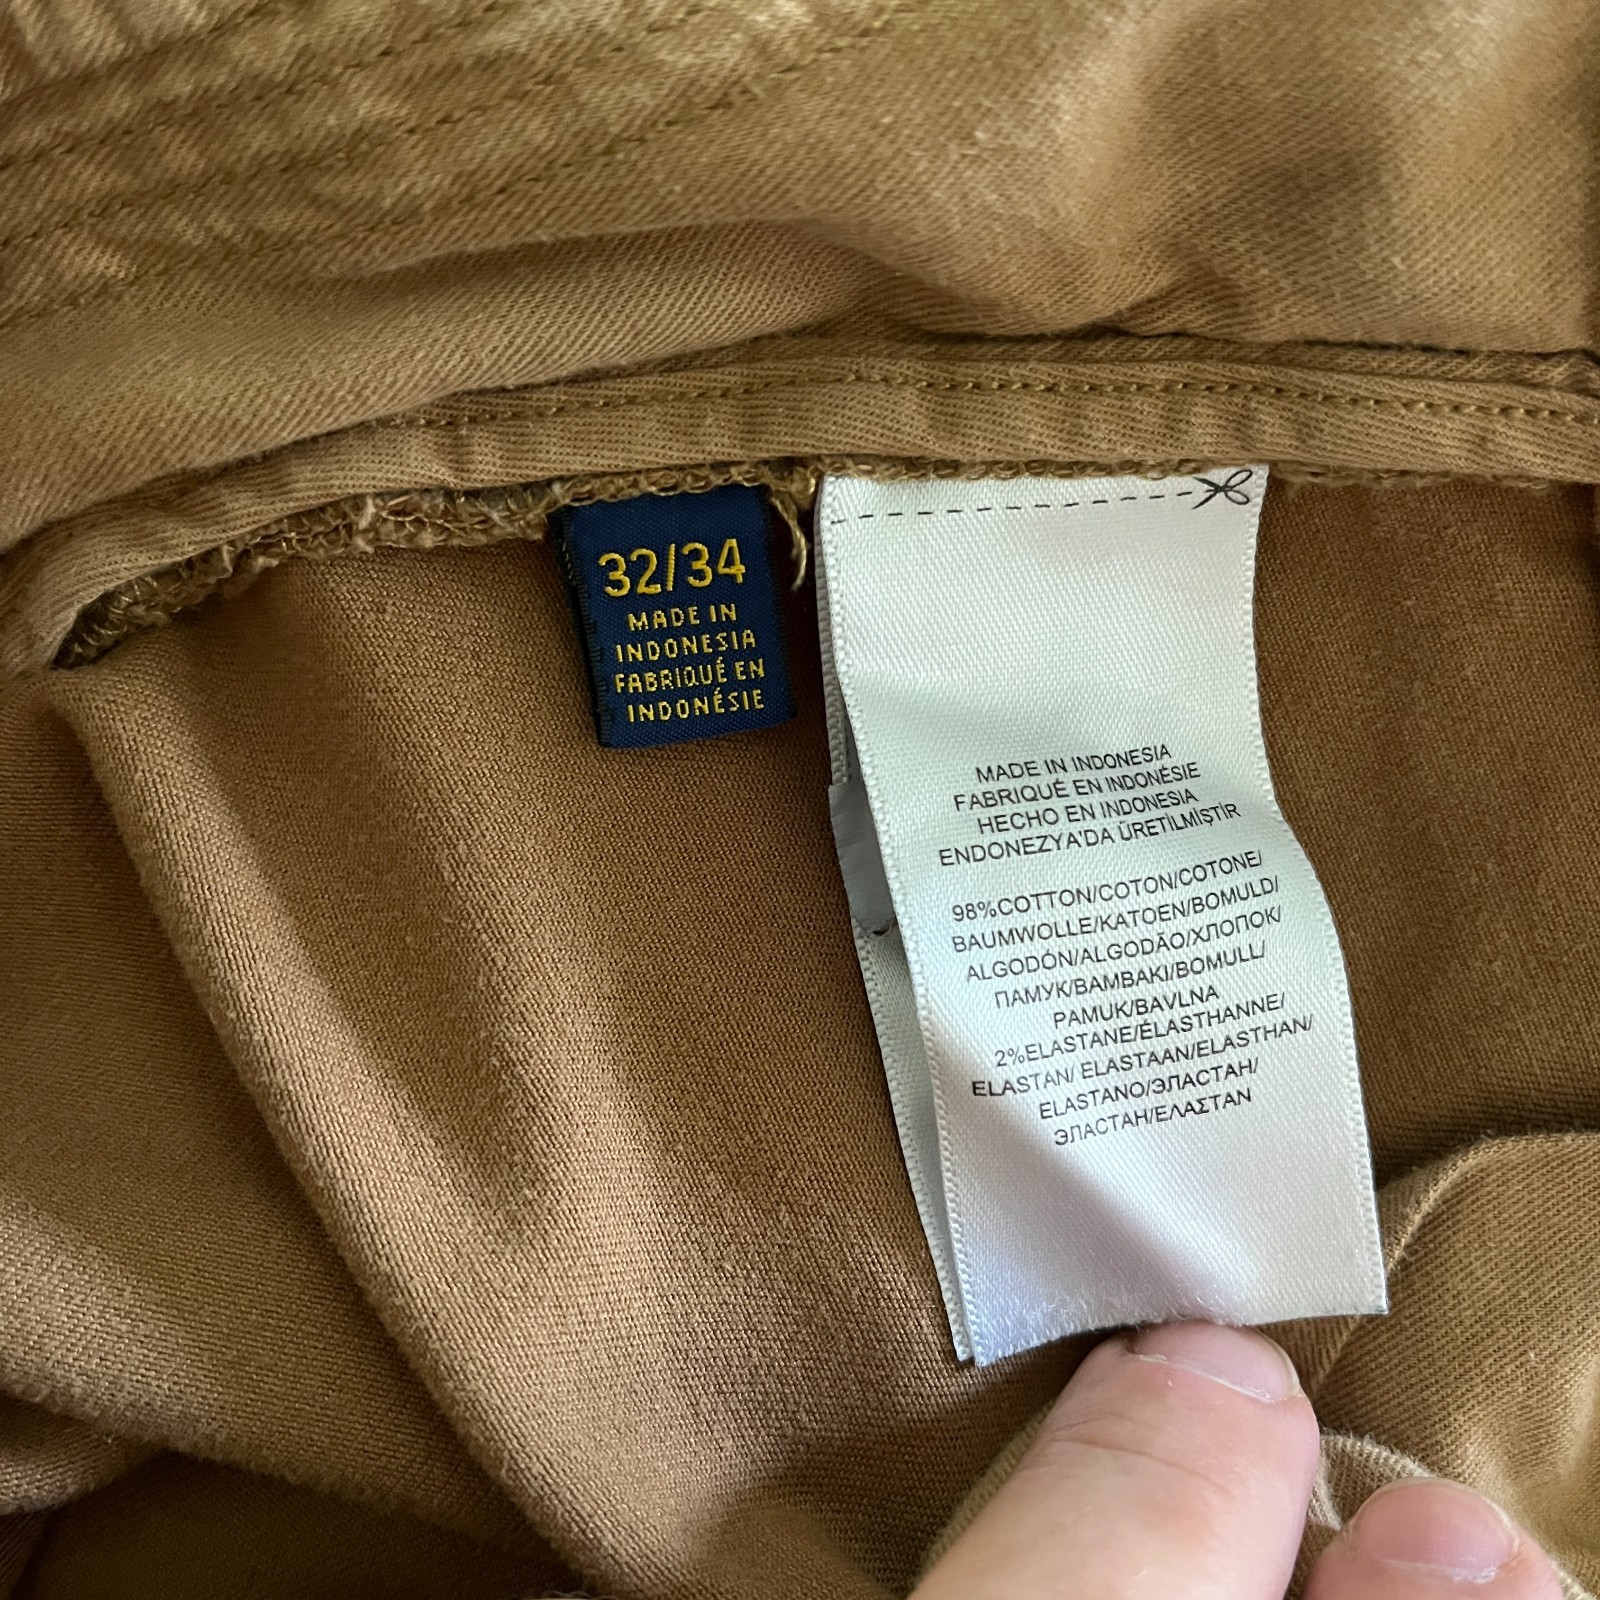 32/34
MADE IN
INDONESIA
FABRIQUÉ EN
INDONÉSIE
MADE IN INDONESIA
FABRIQUÉ EN INDONÉSIE
HECHO EN INDONESIA
ENDONEZYA'DA ÜRETİLMİŞTİR
98%COTTON/COTON/COTONE/
BAUMWOLLE/KATOEN/BOMULD/
ALGODÓN/ALGODÃO/ХЛОПОК/
ПАМУК/BAMBAKI/BOMULL/
PAMUK/BAVLNA
2%ELASTANE/ÉLASTHANNE/
ELASTAN/ ELASTAAN/ELASTHAN/
ELASTANO/ЭЛАСТАН/
ЭЛАСТАН/ΕΛΑΣΤΑΝ